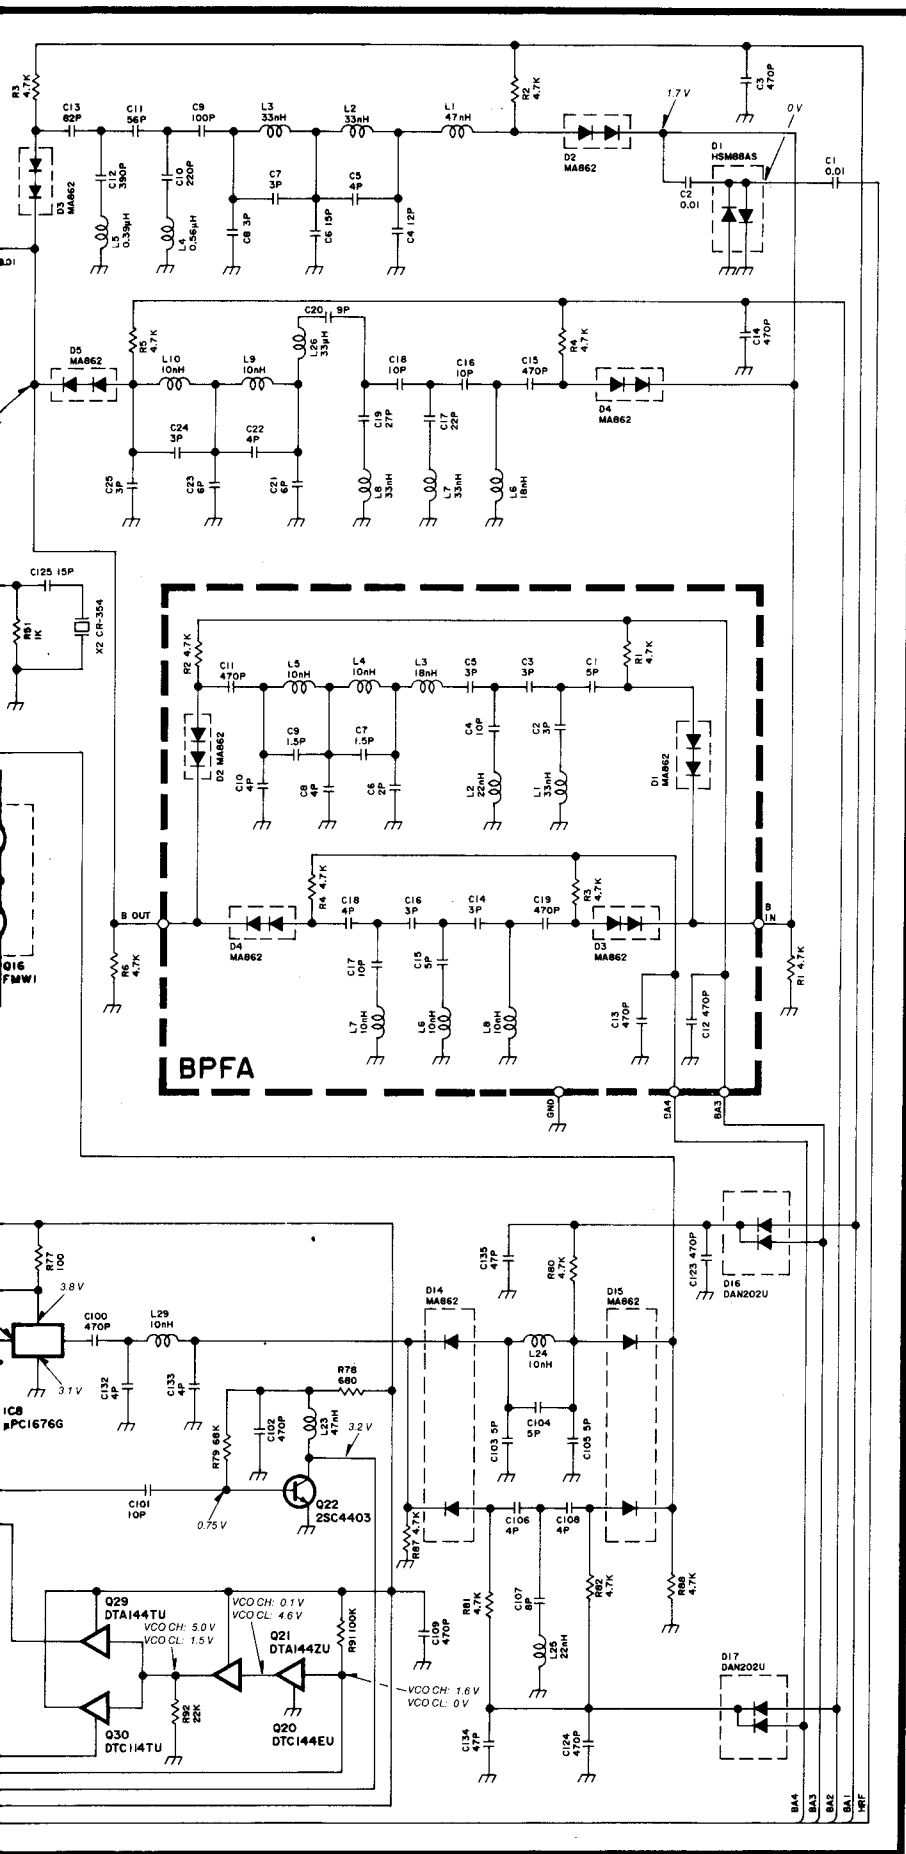 R3 4.7K
C13 82P
C11 56P
C9 100P
L3 33nH
L2 33nH
L1 47nH
R2 4.7K
C3 470P
1.7V
0V
D1 HSM88AS
C1 0.01
D2 MA862
C2 0.01
D3 MA862
C12 390P
C10 220P
C7 3P
C5 4P
L5 0.39µH
L4 0.56µH
C8 3P
C6 15P
C4 12P
R5 4.7K
C20 9P
L26 33µH
R4 4.7K
C14 470P
D5 MA862
L10 10nH
L9 10nH
C18 10P
C16 10P
C15 470P
D4 MA862
C19 27P
C17 22P
C24 3P
C22 4P
C25 3P
C23 6P
C21 6P
L8 33nH
L7 33nH
L6 18nH
C125 15P
R51 1K
X2 CR-354
R2 4.7K
R1 4.7K
C11 470P
L5 10nH
L4 10nH
L3 18nH
C5 3P
C3 3P
C1 5P
D2 MA862
C9 1.5P
C7 1.5P
C4 10P
C2 3P
D1 MA862
C10 4P
C8 4P
C6 2P
L2 22nH
L1 33nH
R4 4.7K
R3 4.7K
B OUT
C18 4P
C16 3P
C14 3P
C19 470P
B IN
D4 MA862
D3 MA862
R6 4.7K
C17 10P
C15 5P
R1 4.7K
L7 10nH
L6 10nH
L8 10nH
C13 470P
C12 470P
BPFA
GND
BA4
BA3
Q16
FMW1
R77 100
3.8V
C100 470P
L29 10nH
C132 4P
C133 4P
3.1V
IC8
µPC1676G
C135 47P
R80 4.7K
C123 470P
D16 DAN202U
D14 MA862
D15 MA862
L24 10nH
C104 5P
C103 5P
C105 5P
R78 680
R79 68K
C102 470P
L23 47nH
3.2V
C101 10P
0.75V
Q22
2SC4403
R87 4.7K
C106 4P
C108 4P
R81 4.7K
C107 8P
R82 4.7K
R88 4.7K
L25 22nH
Q29
DTA144TU
VCO CH: 5.0V
VCO CL: 1.5V
VCO CH: 0.1V
VCO CL: 4.6V
Q21
DTA144ZU
R91 100K
C109 470P
VCO CH: 1.6V
VCO CL: 0V
R92 22K
Q30
DTC114TU
Q20
DTC144EU
C134 47P
C124 470P
D17 DAN202U
BA4
BA3
BA2
BA1
HRF